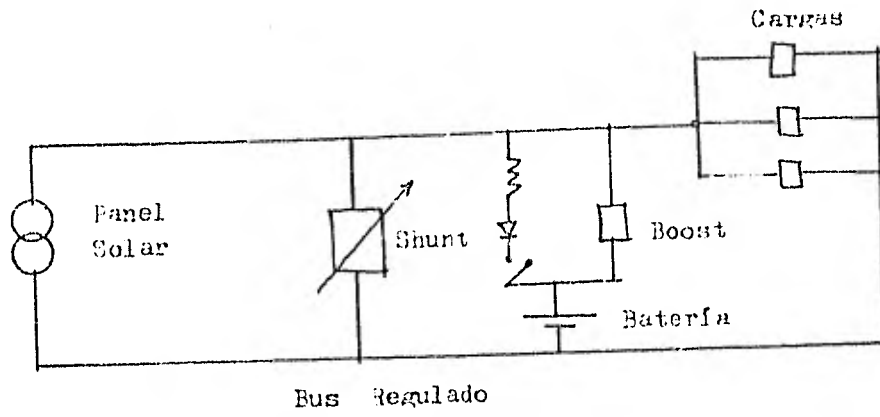 Cargas
Panel
Solar
Shunt
Boost
Batería
Bus Regulado